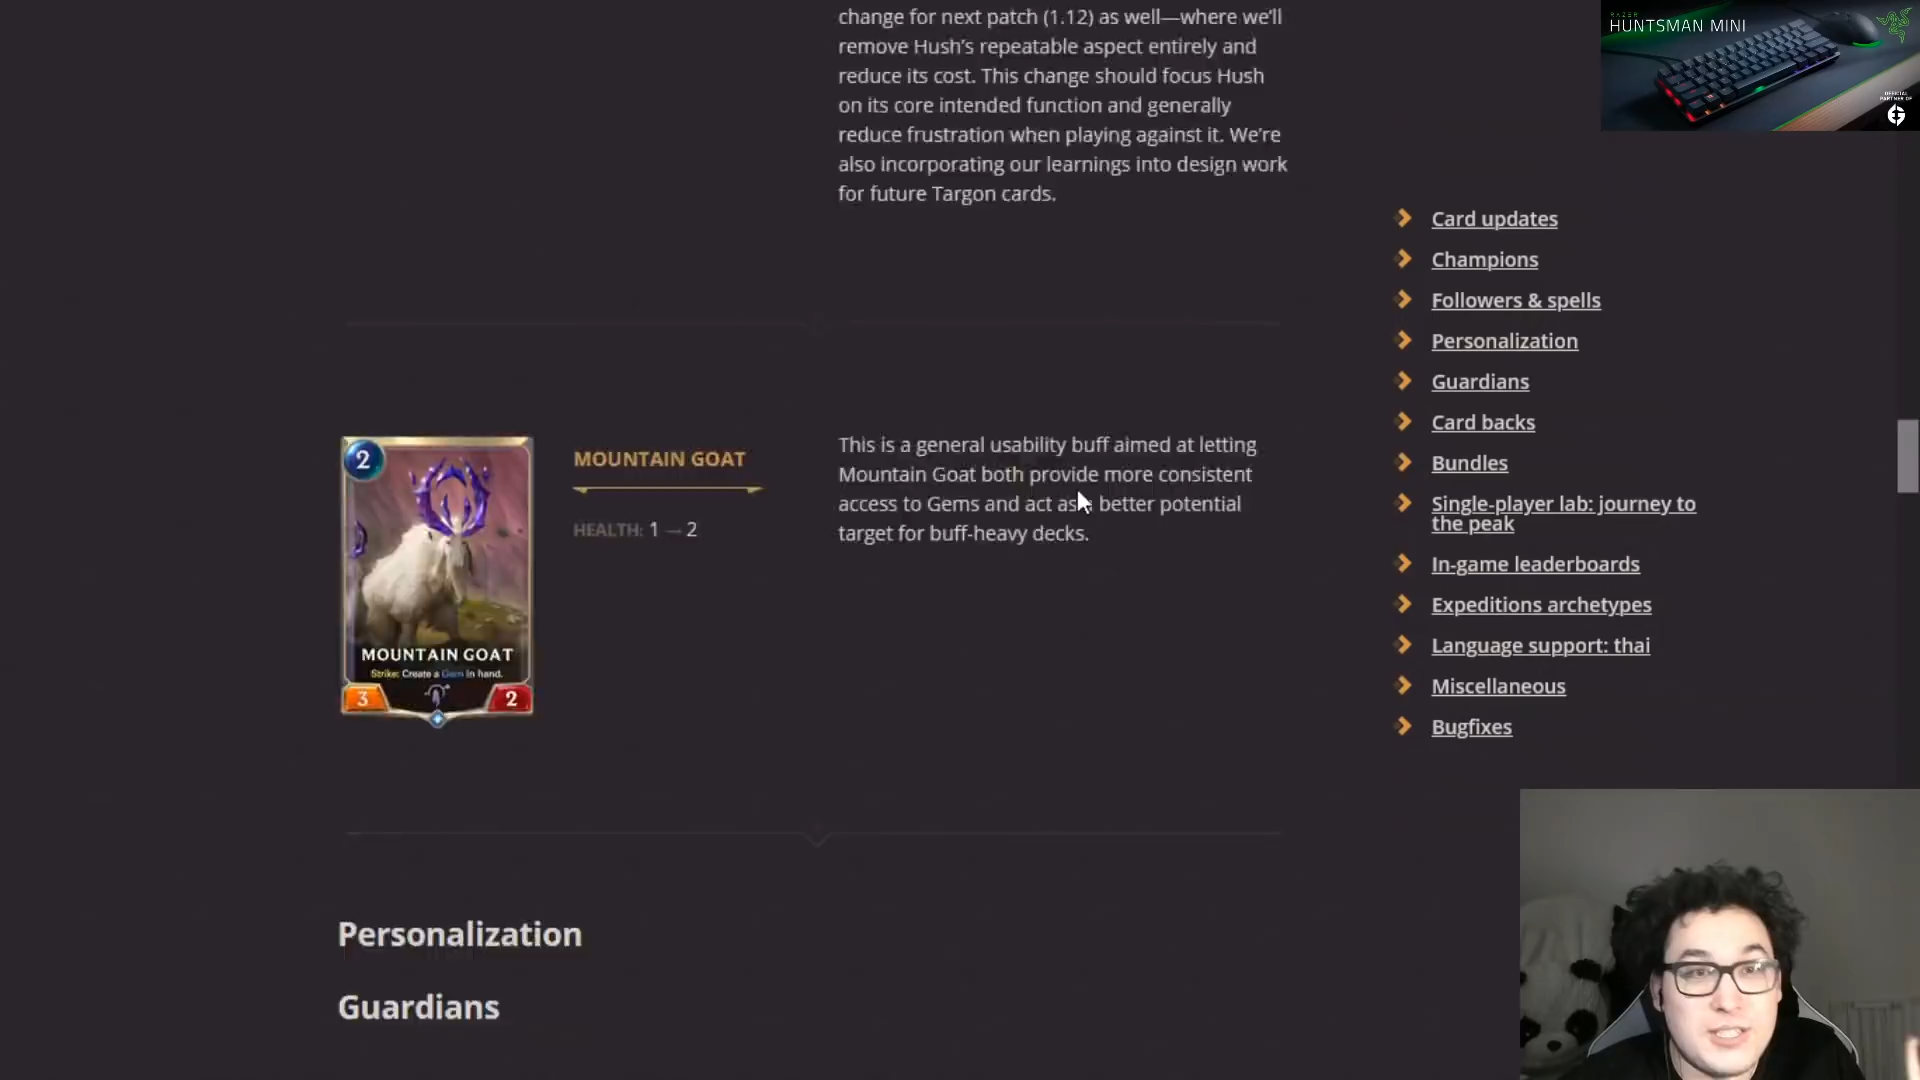 change for next patch (1.12) as well—where we'll
remove Hush's repeatable aspect entirely and
reduce its cost. This change should focus Hush
on its core intended function and generally
reduce frustration when playing against it. We're
also incorporating our learnings into design work
for future Targon cards.
RAZER
HUNTSMAN MINI
OFFICIAL
PARTNER OF
Card updates
Champions
Followers & spells
Personalization
Guardians
Card backs
Bundles
Single-player lab: journey to
the peak
In-game leaderboards
Expeditions archetypes
Language support: thai
Miscellaneous
Bugfixes
2
MOUNTAIN GOAT
Strike: Create a Gem in hand.
3
2
MOUNTAIN GOAT
HEALTH: 1 → 2
This is a general usability buff aimed at letting
Mountain Goat both provide more consistent
access to Gems and act as a better potential
target for buff-heavy decks.
Personalization
Guardians